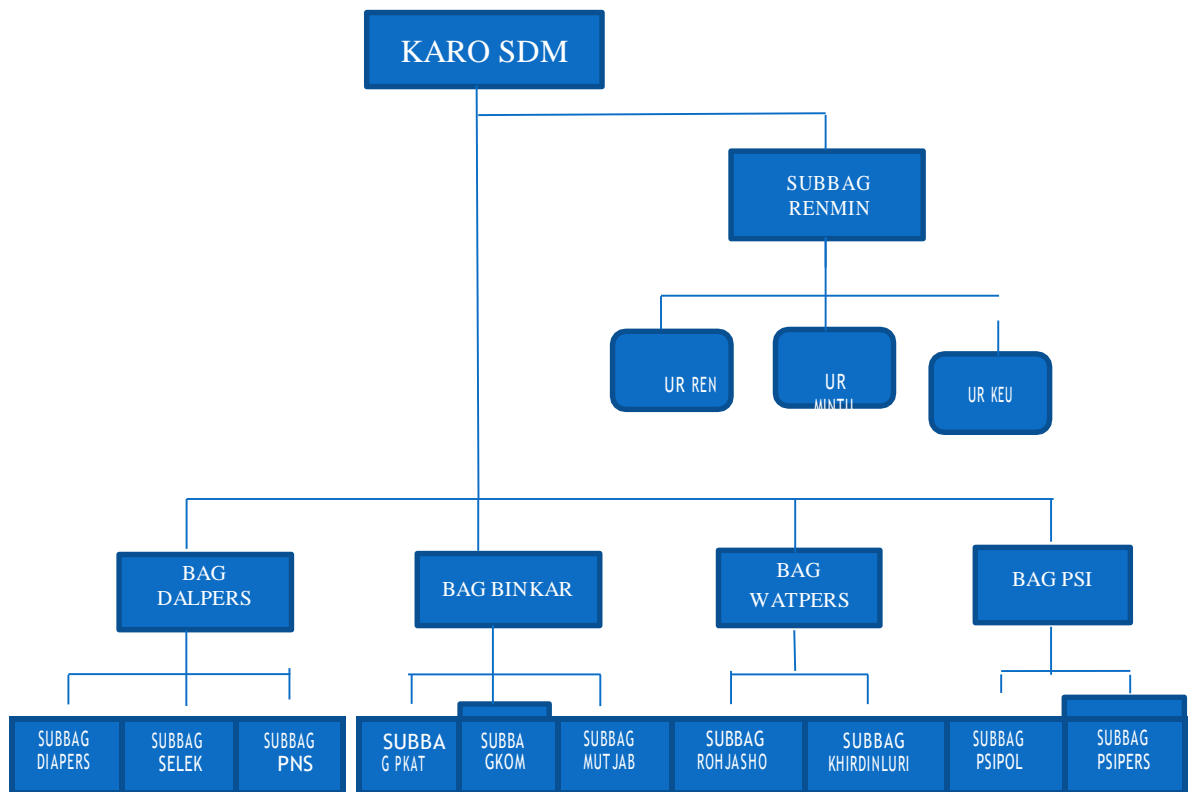 KARO SDM
SUBBAG
RENMIN
UR REN
UR
MINTU
UR KEU
BAG
DALPERS
BAG BINKAR
BAG
WATPERS
BAG PSI
SUBBAG
DIAPERS
SUBBAG
SELEK
SUBBAG
PNS
SUBBA
G PKAT
SUBBA
GKOM
SUBBAG
MUTJAB
SUBBAG
ROHJASHO
SUBBAG
KHIRDINLURI
SUBBAG
PSIPOL
SUBBAG
PSIPERS